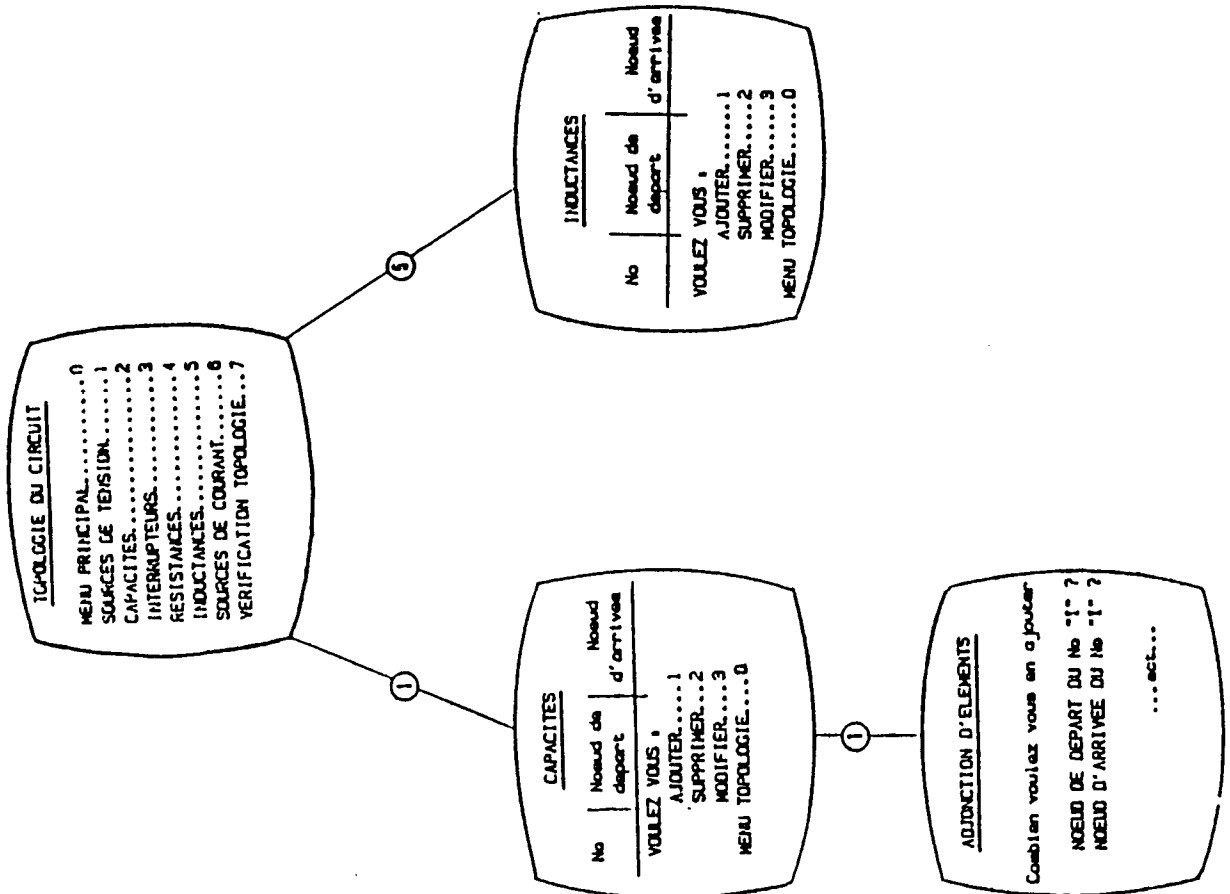 TOPOLOGIE DU CIRCUIT
MENU PRINCIPAL..........0
SOURCES DE TENSION.......1
CAPACITES...............2
INTERRUPTEURS............3
RESISTANCES..............4
INDUCTANCES..............5
SOURCES DE COURANT.......6
VERIFICATION TOPOLOGIE...7
1
5
CAPACITES
No Noeud de depart Noeud d'arrivee
VOULEZ VOUS :
AJOUTER.....1
SUPPRIMER...2
MODIFIER....3
MENU TOPOLOGIE....0
INDUCTANCES
No Noeud de depart Noeud d'arrivee
VOULEZ VOUS :
AJOUTER.......1
SUPPRIMER.....2
MODIFIER......3
MENU TOPOLOGIE......0
1
ADJONCTION D'ELEMENTS
Combien voulez vous en ajouter
NOEUD DE DEPART DU No "I" ?
NOEUD D'ARRIVEE DU No "I" ?
...ect...